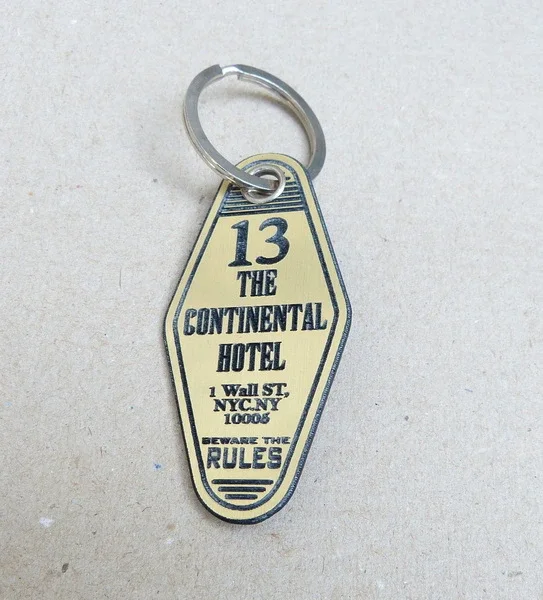 13
THE
CONTINENTAL
HOTEL
1 Wall ST,
NYC.NY
10005
BEWARE THE
RULES